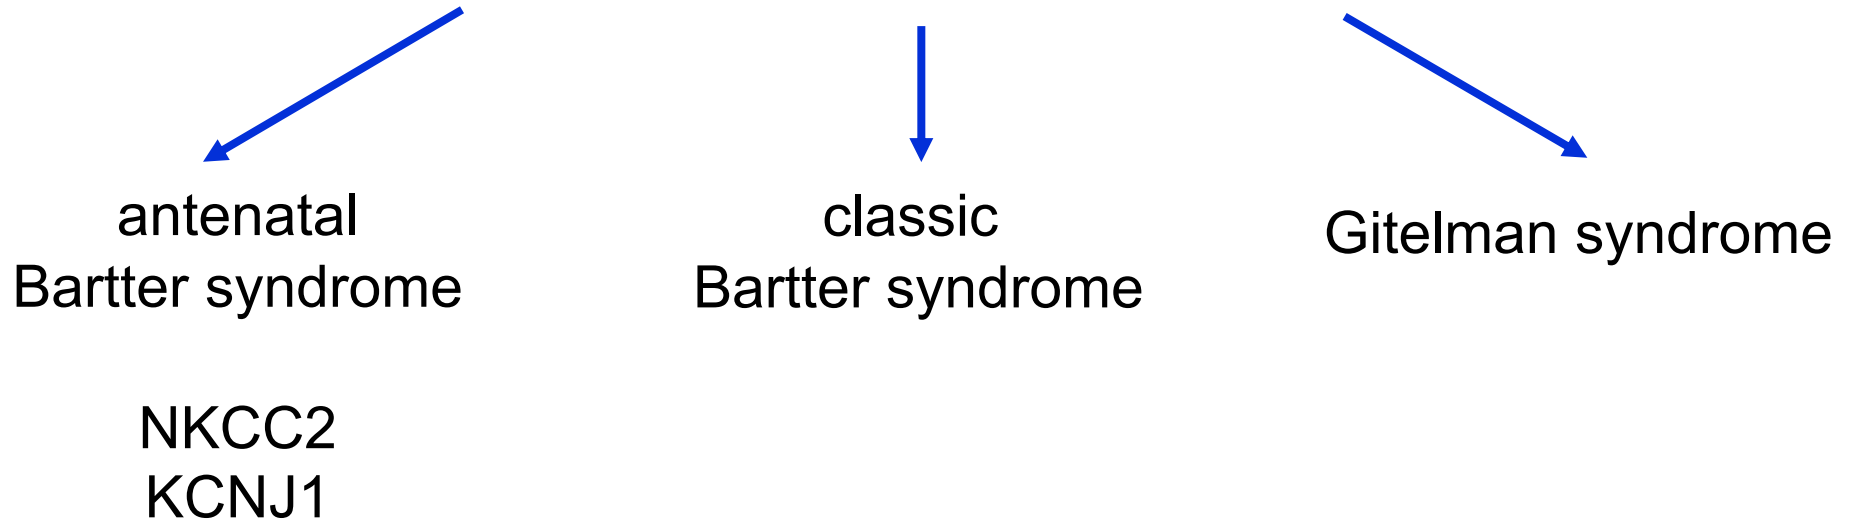 antenatal
Bartter syndrome
classic
Bartter syndrome
Gitelman syndrome
NKCC2
KCNJ1